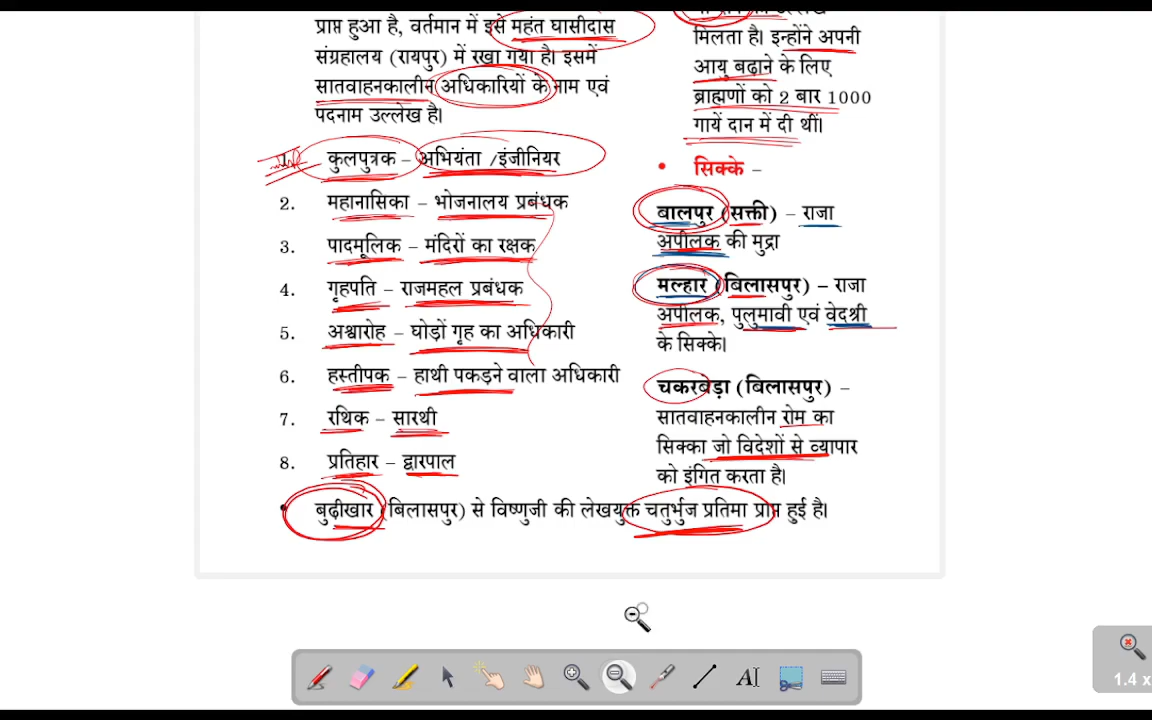 प्राप्त हुआ है, वर्तमान में इसे महंत घासीदास
संग्रहालय (रायपुर) में रखा गया है। इसमें
सातवाहनकालीन अधिकारियों के नाम एवं
पदनाम उल्लेख है।
1. कुलपुत्रक – अभियंता /इंजीनियर
2. महानासिका – भोजनालय प्रबंधक
3. पादमूलिक – मंदिरों का रक्षक
4. गृहपति – राजमहल प्रबंधक
5. अश्वारोह – घोड़ों गृह का अधिकारी
6. हस्तीपक – हाथी पकड़ने वाला अधिकारी
7. रथिक – सारथी
8. प्रतिहार – द्वारपाल
मिलता है। इन्होंने अपनी
आयु बढ़ाने के लिए
ब्राह्मणों को 2 बार 1000
गायें दान में दी थीं।
• सिक्के –
बालपुर (सक्ती) – राजा
अपीलक की मुद्रा
मल्हार (बिलासपुर) – राजा
अपीलक, पुलुमावी एवं वेदश्री
के सिक्के।
चकरबेड़ा (बिलासपुर) –
सातवाहनकालीन रोम का
सिक्का जो विदेशों से व्यापार
को इंगित करता है।
• बुढ़ीखार (बिलासपुर) से विष्णुजी की लेखयुक्त चतुर्भुज प्रतिमा प्राप्त हुई है।
1.4 x